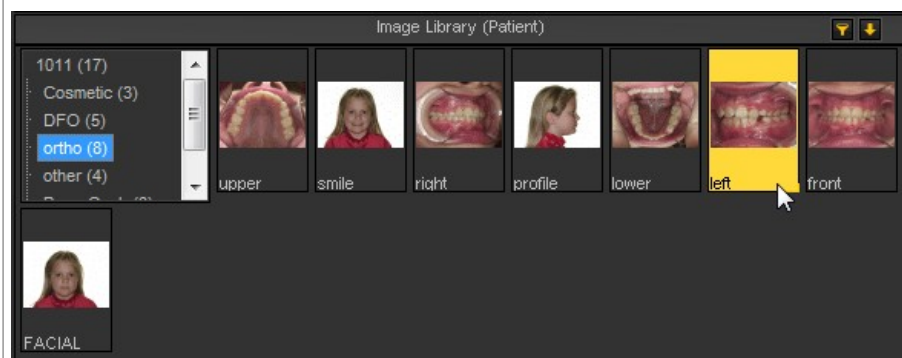 Image Library (Patient)
1011 (17)
Cosmetic (3)
DFO (5)
ortho (8)
other (4)
upper
smile
right
profile
lower
left
front
FACIAL